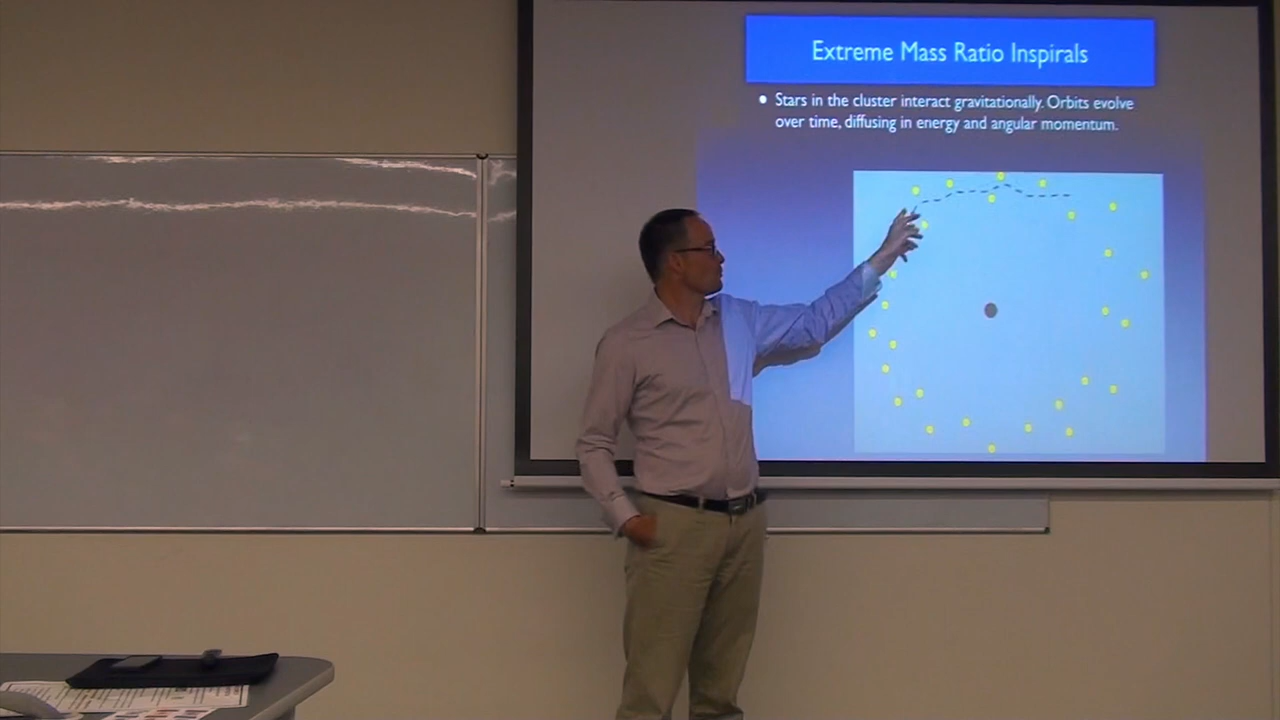 Extreme Mass Ratio Inspirals
• Stars in the cluster interact gravitationally. Orbits evolve
over time, diffusing in energy and angular momentum.